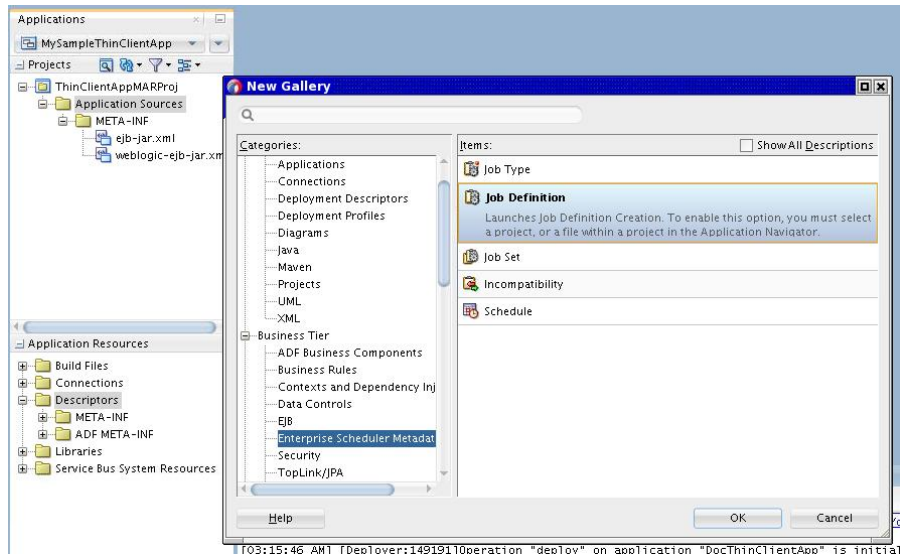 Applications
MySampleThinClientApp
Projects
ThinClientAppMARProj
Application Sources
META-INF
ejb-jar.xml
weblogic-ejb-jar.xm
Application Resources
Build Files
Connections
Descriptors
META-INF
ADF META-INF
Libraries
Service Bus System Resources
New Gallery
Categories:
Applications
Connections
Deployment Descriptors
Deployment Profiles
Diagrams
Java
Maven
Projects
UML
XML
Business Tier
ADF Business Components
Business Rules
Contexts and Dependency Inj
Data Controls
EJB
Enterprise Scheduler Metadat
Security
TopLink/JPA
Items:
Show All Descriptions
Job Type
Job Definition
Launches Job Definition Creation. To enable this option, you must select
a project, or a file within a project in the Application Navigator.
Job Set
Incompatibility
Schedule
Help
OK
Cancel
[03:15:46 AM] [Deployer:149191]Operation "deploy" on application "DocThinClientApp" is initial